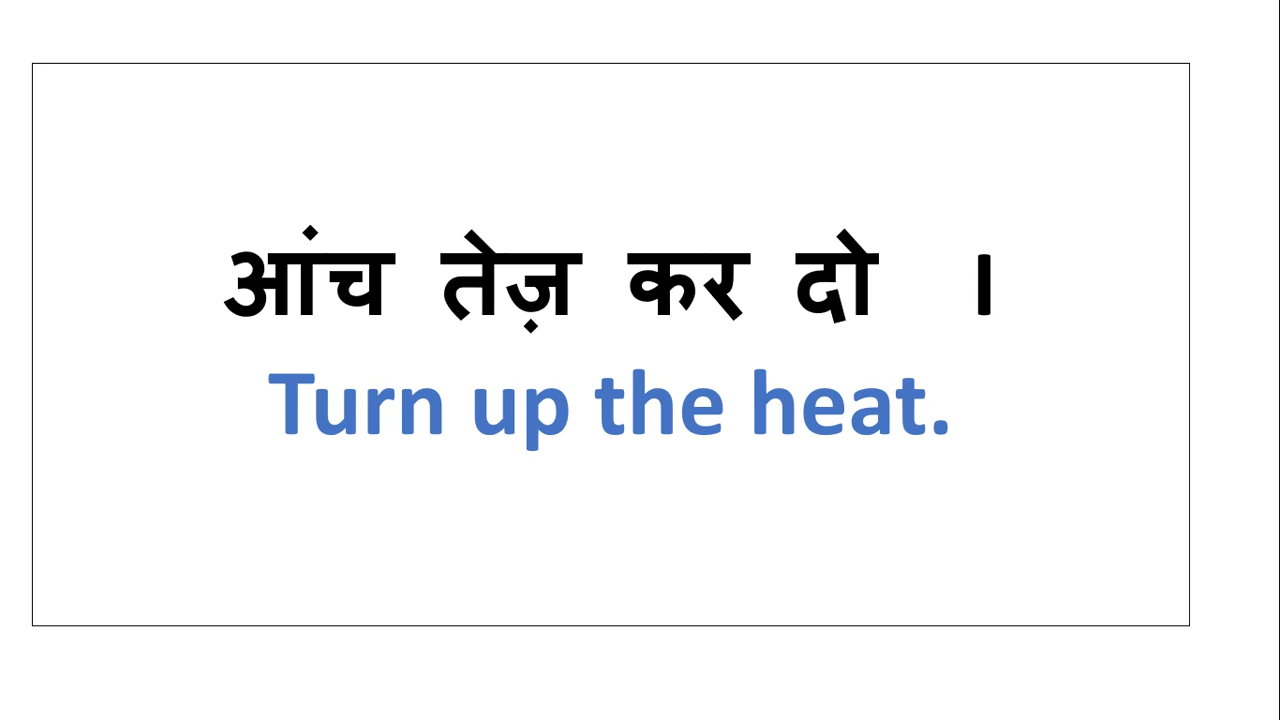 आंच तेज़ कर दो ।
Turn up the heat.